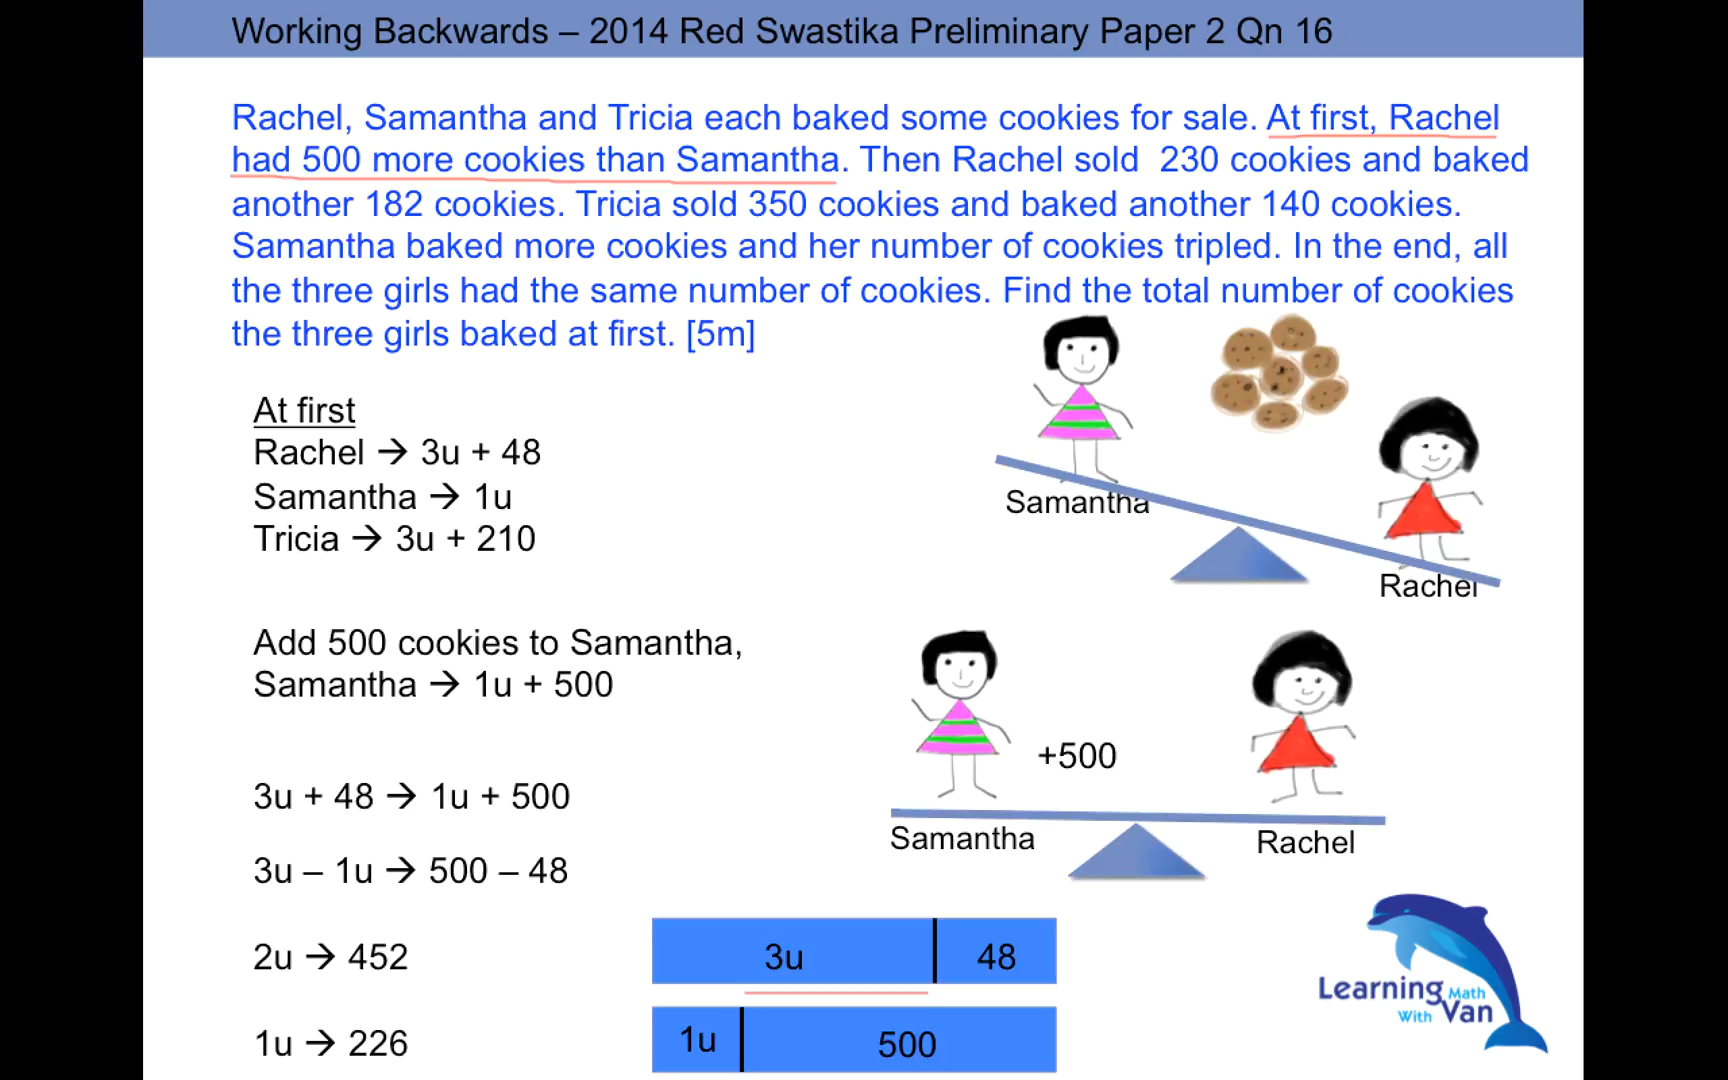 Working Backwards – 2014 Red Swastika Preliminary Paper 2 Qn 16
Rachel, Samantha and Tricia each baked some cookies for sale. At first, Rachel
had 500 more cookies than Samantha. Then Rachel sold  230 cookies and baked
another 182 cookies. Tricia sold 350 cookies and baked another 140 cookies.
Samantha baked more cookies and her number of cookies tripled. In the end, all
the three girls had the same number of cookies. Find the total number of cookies
the three girls baked at first. [5m]
At first
Rachel → 3u + 48
Samantha → 1u
Tricia → 3u + 210
Samantha
Rachel
Add 500 cookies to Samantha,
Samantha → 1u + 500
+500
Samantha
Rachel
3u + 48 → 1u + 500
3u – 1u → 500 – 48
2u → 452
1u → 226
3u 48
1u 500
Learning Math
With Van